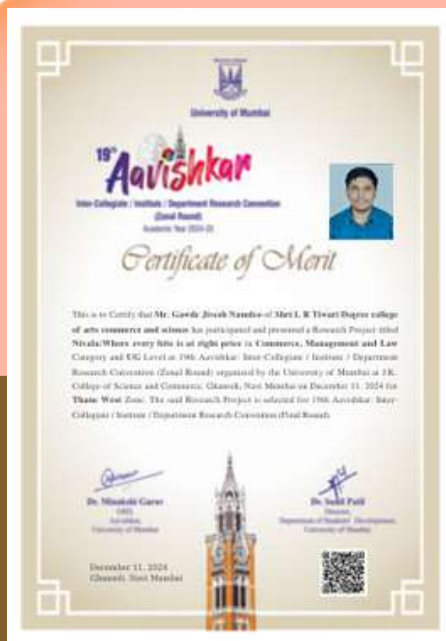 University of Mumbai
19th
Aavishkar
Inter-Collegiate / Institute / Department Research Convention
(Zonal Round)
Academic Year 2024-25
Certificate of Merit
This is to Certify that Mr. Gawde Jivesh Namdeo of Shri L R Tiwari Degree college
of arts commerce and science has participated and presented a Research Project titled
Nivala:Where every bite is at right price in Commerce, Management and Law
Category and UG Level at 19th Aavishkar: Inter-Collegiate / Institute / Department
Research Convention (Zonal Round) organized by the University of Mumbai at J.K.
College of Science and Commerce, Ghansoli, Navi Mumbai on December 11, 2024 for
Thane West Zone. The said Research Project is selected for 19th Aavishkar: Inter-
Collegiate / Institute / Department Research Convention (Final Round).
Dr. Minakshi Gurav
OSD,
Aavishkar,
University of Mumbai
Dr. Sunil Patil
Director,
Department of Students' Development,
University of Mumbai
December 11, 2024
Ghansoli, Navi Mumbai